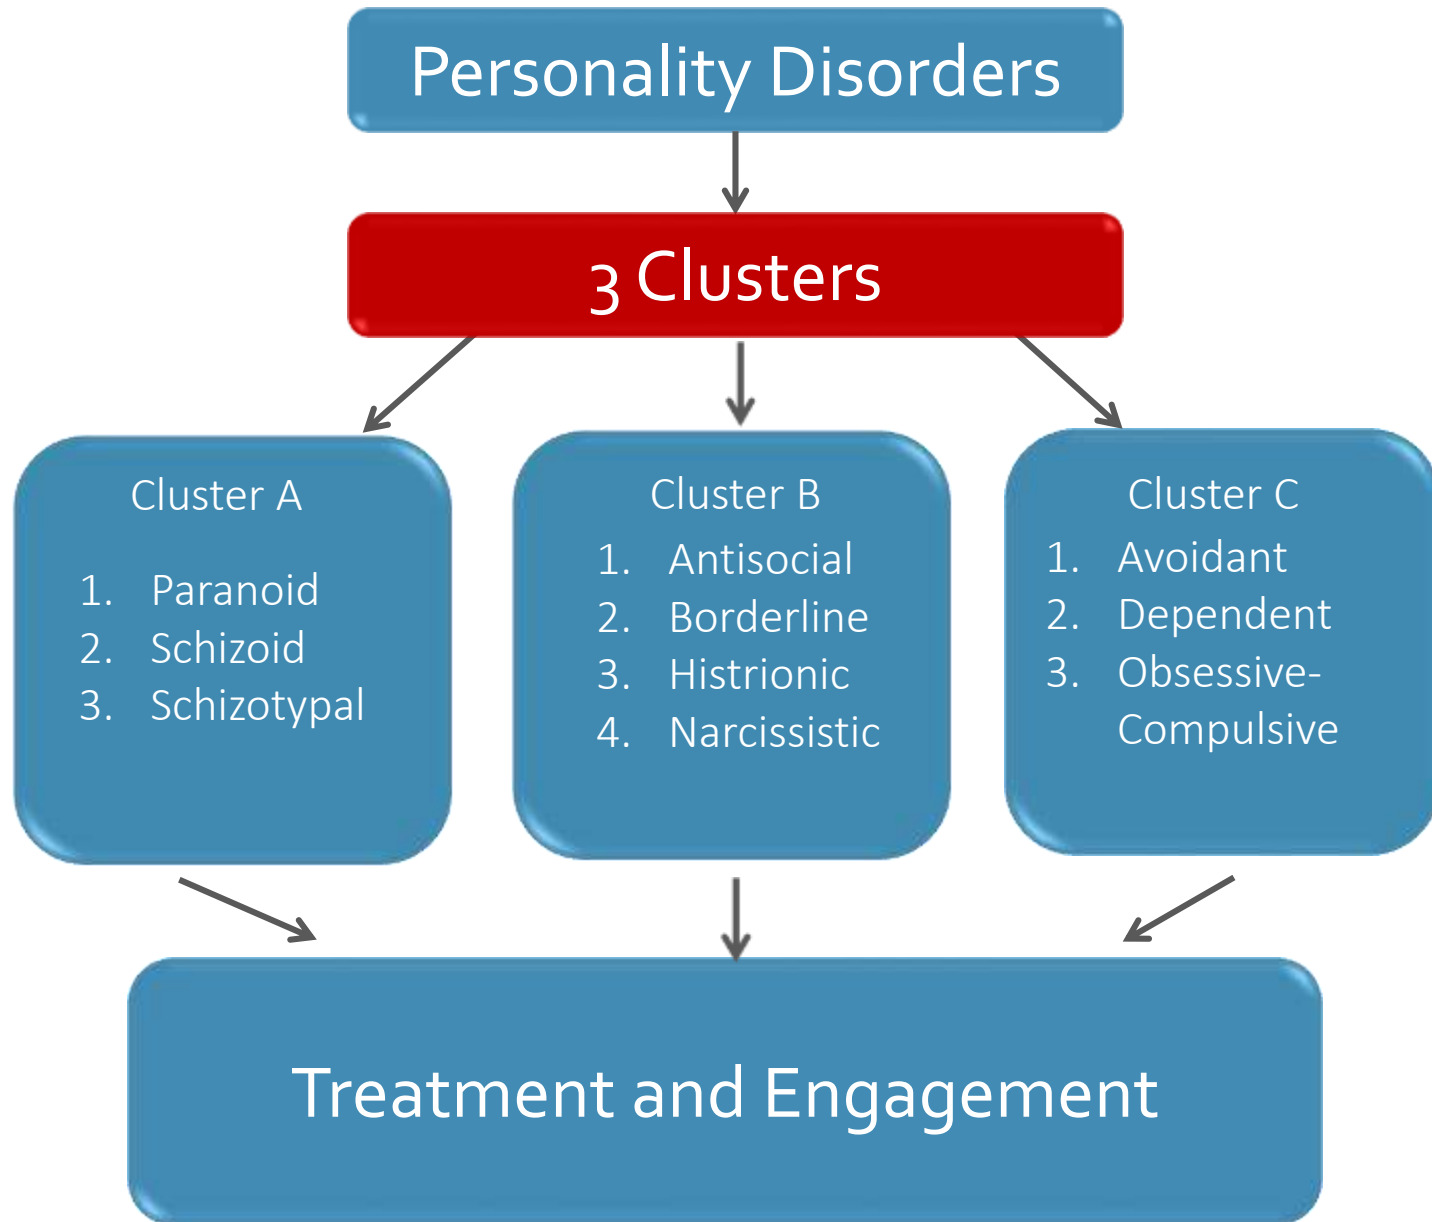 Personality Disorders
3 Clusters
Cluster A
1. Paranoid
2. Schizoid
3. Schizotypal
Cluster B
1. Antisocial
2. Borderline
3. Histrionic
4. Narcissistic
Cluster C
1. Avoidant
2. Dependent
3. Obsessive-
Compulsive
Treatment and Engagement